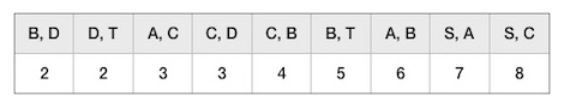 B, D D, T A, C C, D C, B B, T A, B S, A S, C
2 2 3 3 4 5 6 7 8